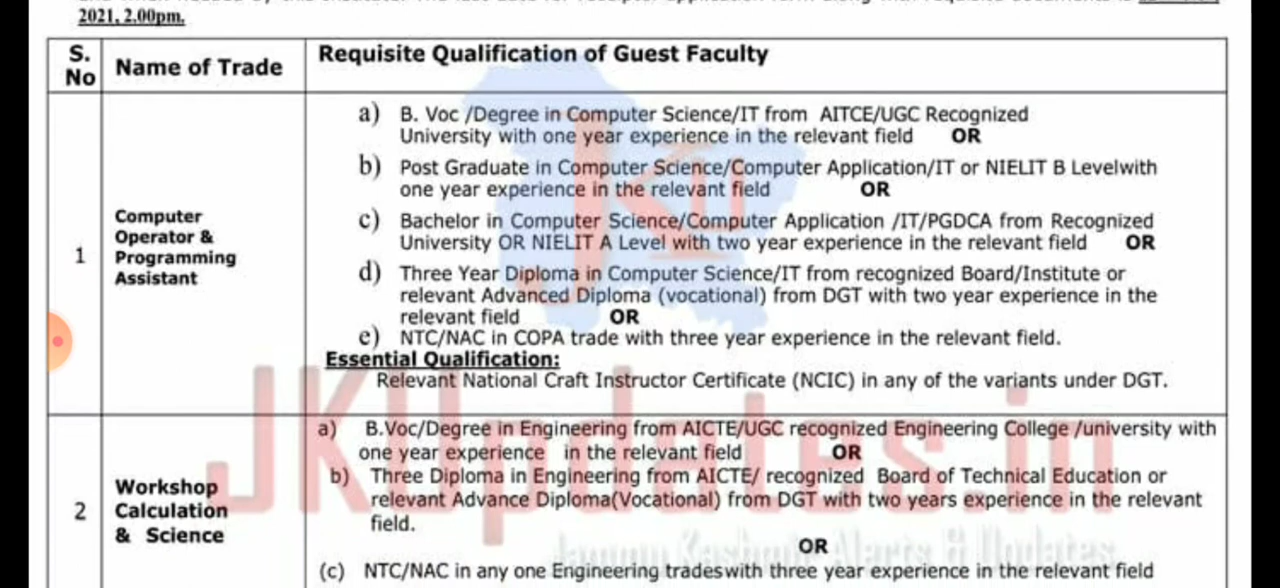 2021, 2.00pm.
S. No
Name of Trade
Requisite Qualification of Guest Faculty
1
Computer
Operator &
Programming
Assistant
a) B. Voc /Degree in Computer Science/IT from AITCE/UGC Recognized
University with one year experience in the relevant field OR
b) Post Graduate in Computer Science/Computer Application/IT or NIELIT B Levelwith
one year experience in the relevant field OR
c) Bachelor in Computer Science/Computer Application /IT/PGDCA from Recognized
University OR NIELIT A Level with two year experience in the relevant field OR
d) Three Year Diploma in Computer Science/IT from recognized Board/Institute or
relevant Advanced Diploma (vocational) from DGT with two year experience in the
relevant field OR
e) NTC/NAC in COPA trade with three year experience in the relevant field.
Essential Qualification:
Relevant National Craft Instructor Certificate (NCIC) in any of the variants under DGT.
2
Workshop
Calculation
& Science
a) B.Voc/Degree in Engineering from AICTE/UGC recognized Engineering College /university with
one year experience in the relevant field OR
b) Three Diploma in Engineering from AICTE/ recognized Board of Technical Education or
relevant Advance Diploma(Vocational) from DGT with two years experience in the relevant
field.
OR
(c) NTC/NAC in any one Engineering trades with three year experience in the relevant field
JKUpdates.in
Jammu Kashmir Alerts & Updates